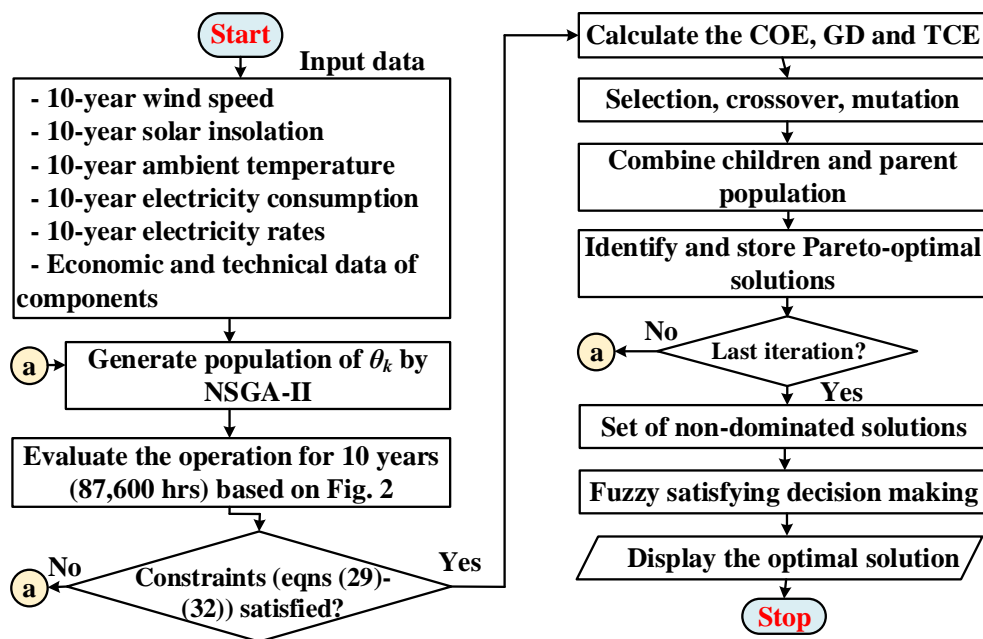 Start
Input data
- 10-year wind speed
- 10-year solar insolation
- 10-year ambient temperature
- 10-year electricity consumption
- 10-year electricity rates
- Economic and technical data of
components
a
Generate population of θk by
NSGA-II
Evaluate the operation for 10 years
(87,600 hrs) based on Fig. 2
No
Yes
a
Constraints (eqns (29)-
(32)) satisfied?
Calculate the COE, GD and TCE
Selection, crossover, mutation
Combine children and parent
population
Identify and store Pareto-optimal
solutions
No
a
Last iteration?
Yes
Set of non-dominated solutions
Fuzzy satisfying decision making
Display the optimal solution
Stop